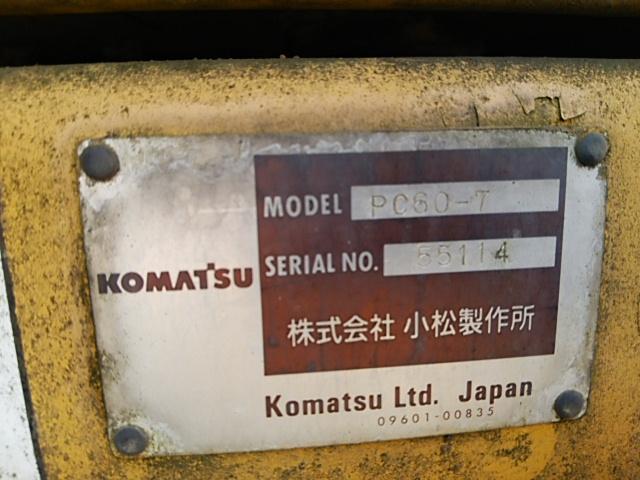 MODEL PC60-7
SERIAL NO. 55114
KOMATSU
株式会社 小松製作所
Komatsu Ltd. Japan
09601-00835